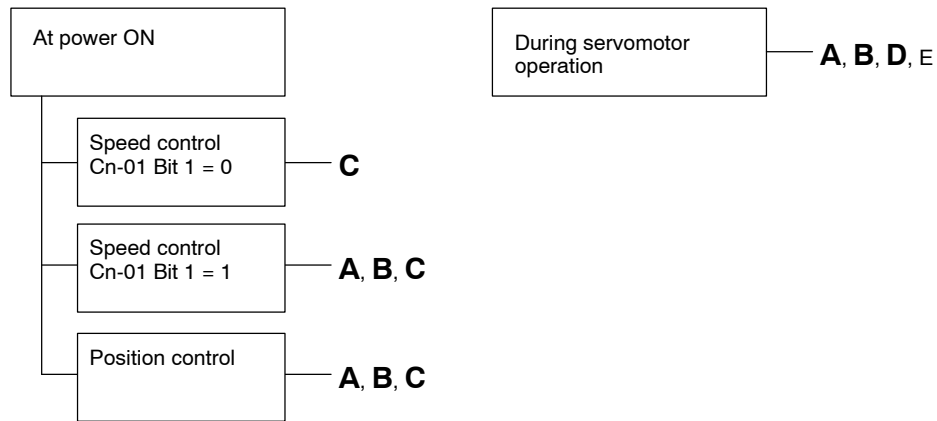 At power ON
During servomotor
operation
A, B, D, E
Speed control
Cn-01 Bit 1 = 0
C
Speed control
Cn-01 Bit 1 = 1
A, B, C
Position control
A, B, C